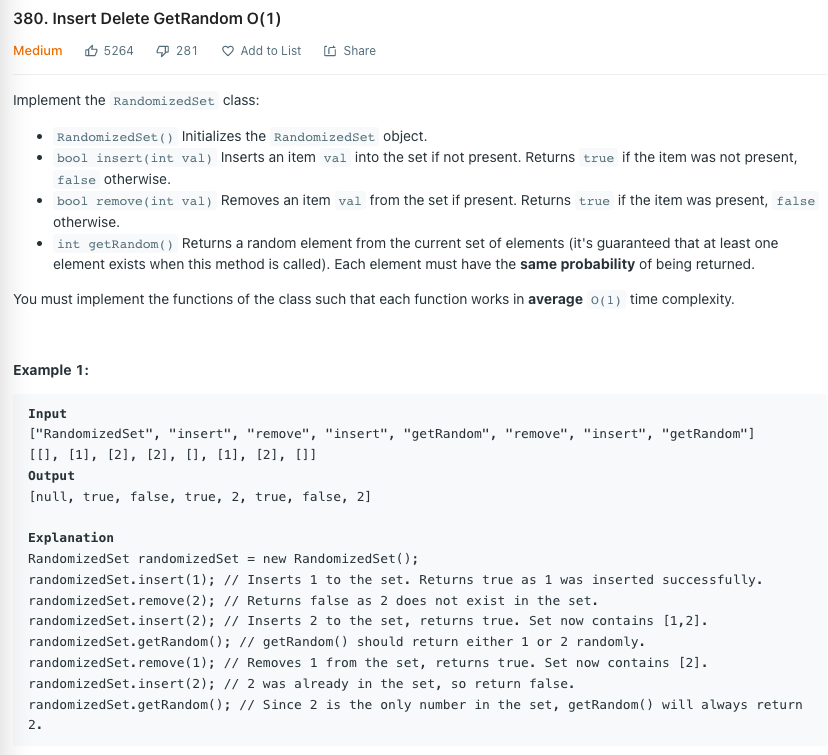 380. Insert Delete GetRandom O(1)
Medium 5264 281 Add to List Share
Implement the RandomizedSet class:
• RandomizedSet() Initializes the RandomizedSet object.
• bool insert(int val) Inserts an item val into the set if not present. Returns true if the item was not present,
false otherwise.
• bool remove(int val) Removes an item val from the set if present. Returns true if the item was present, false
otherwise.
• int getRandom() Returns a random element from the current set of elements (it's guaranteed that at least one
element exists when this method is called). Each element must have the same probability of being returned.
You must implement the functions of the class such that each function works in average O(1) time complexity.
Example 1:
Input
["RandomizedSet", "insert", "remove", "insert", "getRandom", "remove", "insert", "getRandom"]
[[], [1], [2], [2], [], [1], [2], []]
Output
[null, true, false, true, 2, true, false, 2]
Explanation
RandomizedSet randomizedSet = new RandomizedSet();
randomizedSet.insert(1); // Inserts 1 to the set. Returns true as 1 was inserted successfully.
randomizedSet.remove(2); // Returns false as 2 does not exist in the set.
randomizedSet.insert(2); // Inserts 2 to the set, returns true. Set now contains [1,2].
randomizedSet.getRandom(); // getRandom() should return either 1 or 2 randomly.
randomizedSet.remove(1); // Removes 1 from the set, returns true. Set now contains [2].
randomizedSet.insert(2); // 2 was already in the set, so return false.
randomizedSet.getRandom(); // Since 2 is the only number in the set, getRandom() will always return
2.